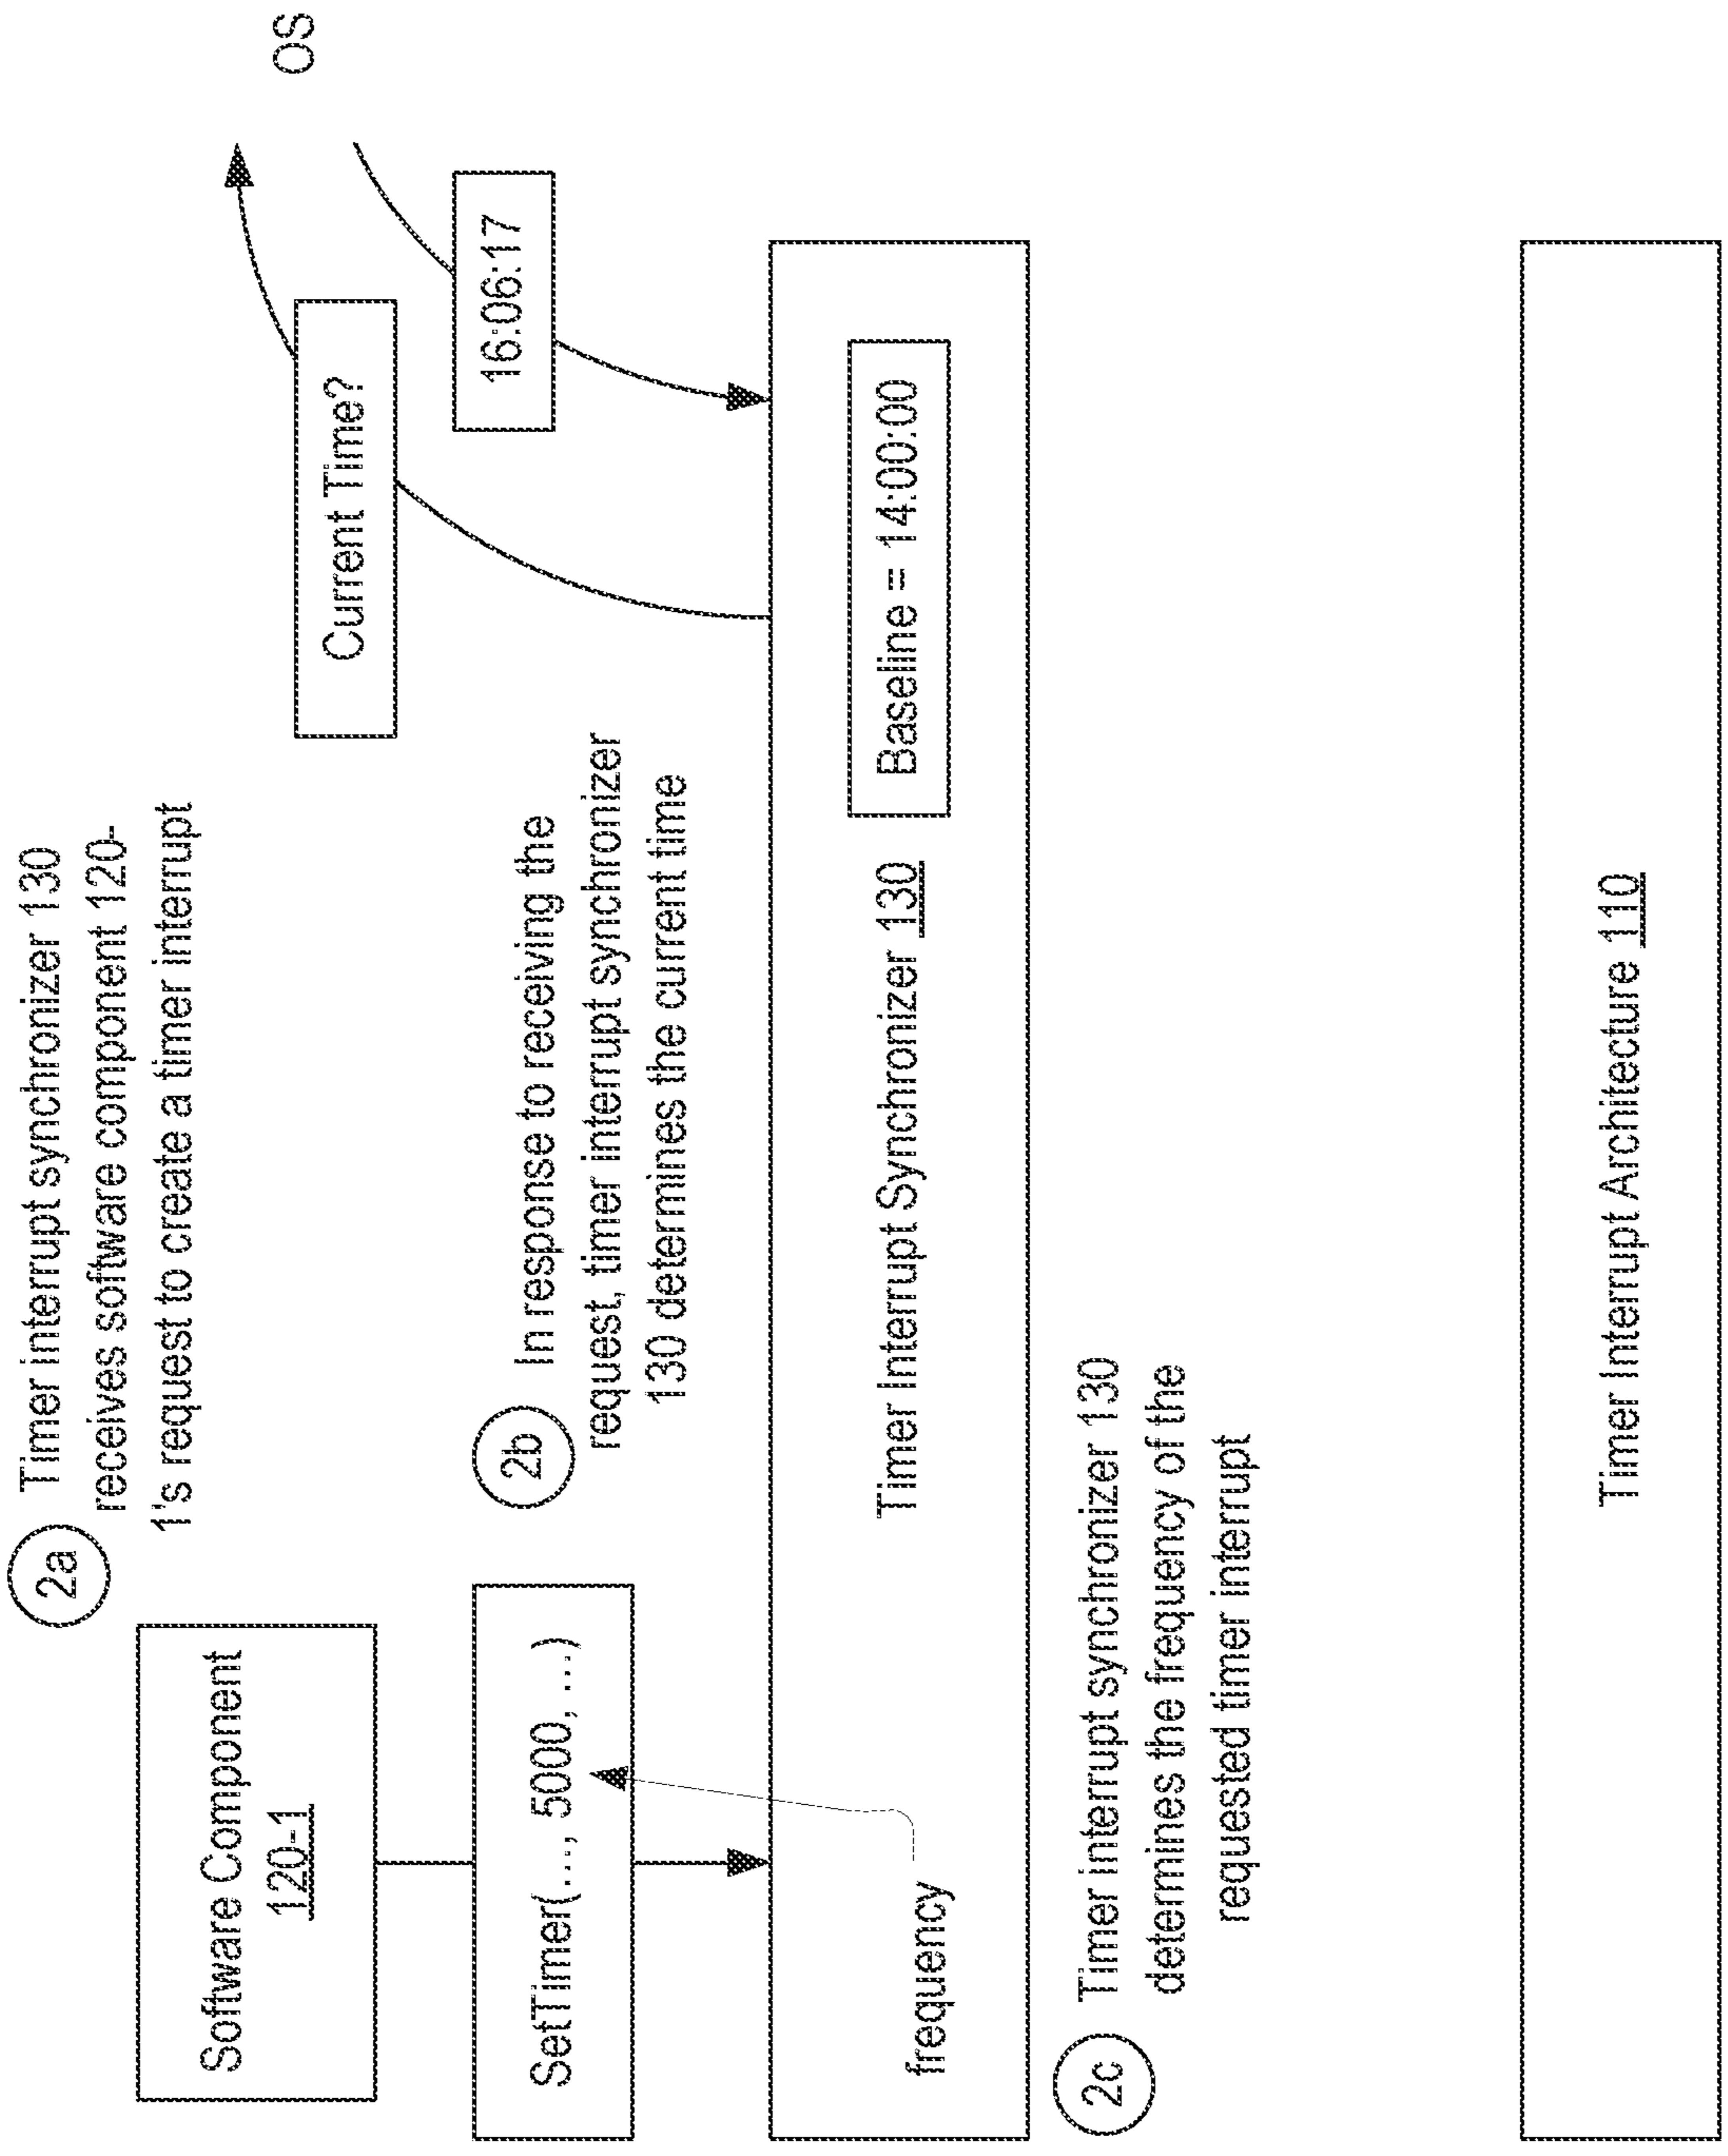 2a
Timer interrupt synchronizer 130
receives software component 120-
1's request to create a timer interrupt
OS
Software Component
120-1
Current Time?
SetTimer(..., 5000, ...)
2b
In response to receiving the
request, timer interrupt synchronizer
130 determines the current time
16:06:17
frequency
Timer Interrupt Synchronizer 130
Baseline = 14:00:00
2c
Timer interrupt synchronizer 130
determines the frequency of the
requested timer interrupt
Timer Interrupt Architecture 110